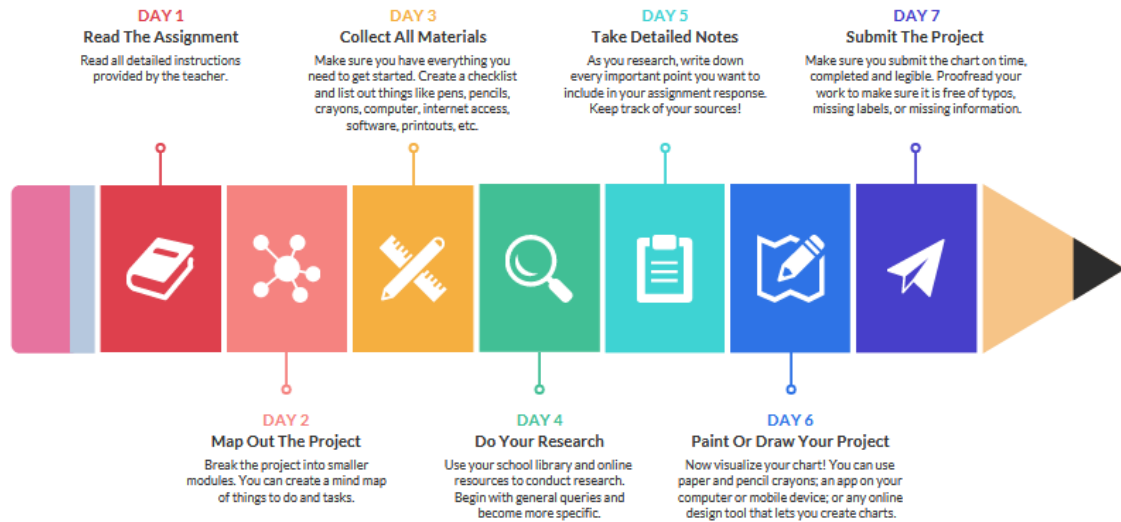 DAY 1
Read The Assignment
Read all detailed instructions
provided by the teacher.
DAY 2
Map Out The Project
Break the project into smaller
modules. You can create a mind map
of things to do and tasks.
DAY 3
Collect All Materials
Make sure you have everything you
need to get started. Create a checklist
and list out things like pens, pencils,
crayons, computer, internet access,
software, printouts, etc.
DAY 4
Do Your Research
Use your school library and online
resources to conduct research.
Begin with general queries and
become more specific.
DAY 5
Take Detailed Notes
As you research, write down
every important point you want to
include in your assignment response.
Keep track of your sources!
DAY 6
Paint Or Draw Your Project
Now visualize your chart! You can use
paper and pencil crayons; an app on your
computer or mobile device; or any online
design tool that lets you create charts.
DAY 7
Submit The Project
Make sure you submit the chart on time,
completed and legible. Proofread your
work to make sure it is free of typos,
missing labels, or missing information.